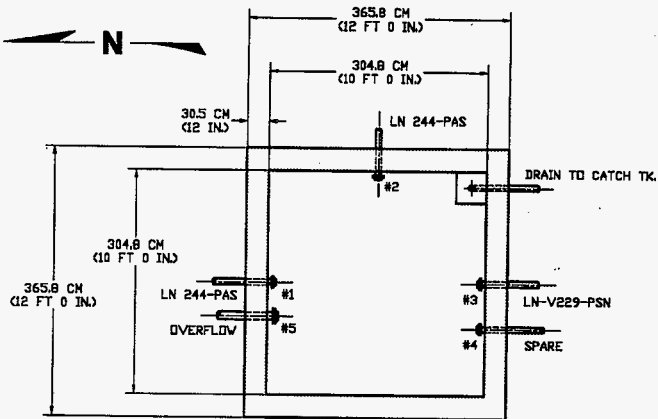 365.8 CM
(12 FT 0 IN.)
N
304.8 CM
(10 FT 0 IN.)
30.5 CM
(12 IN.)
LN 244-PAS
#2
DRAIN TO CATCH TK.
304.8 CM
(10 FT 0 IN.)
365.8 CM
(12 FT 0 IN.)
LN 244-PAS
#1
#3
LN-V229-PSN
OVERFLOW
#5
#4
SPARE